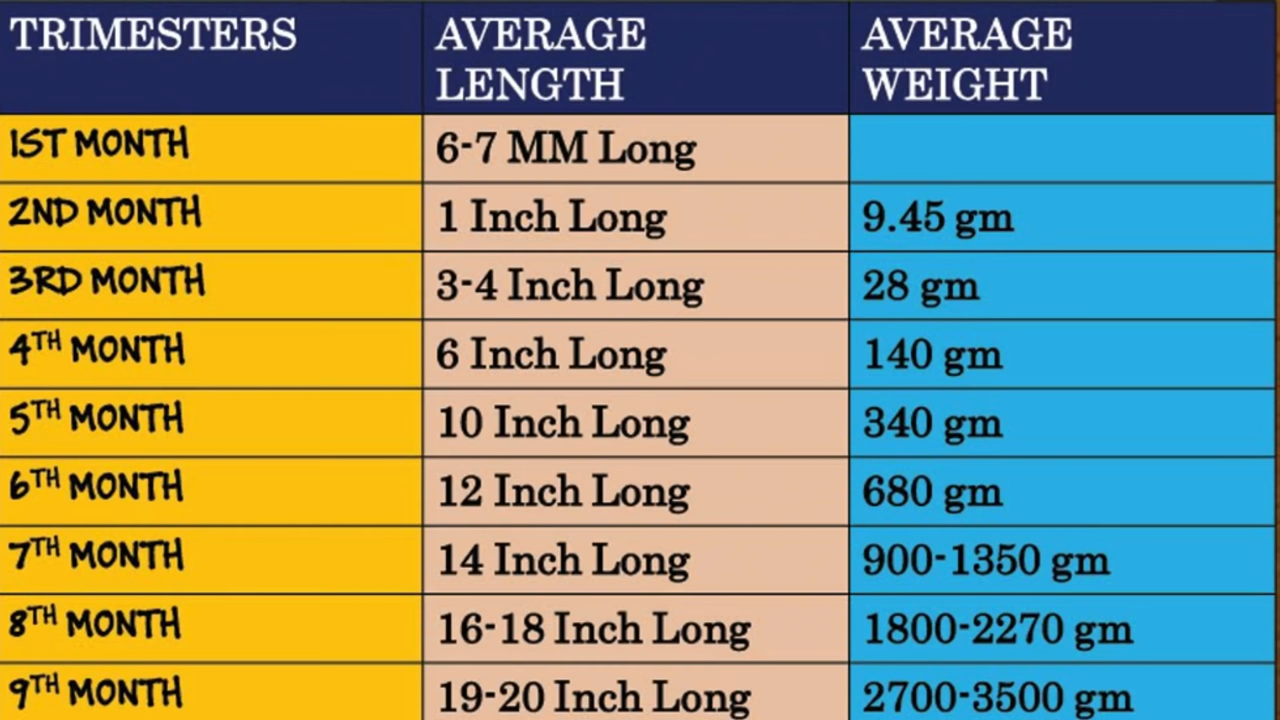 TRIMESTERS AVERAGE LENGTH AVERAGE WEIGHT
1ST MONTH 6-7 MM Long
2ND MONTH 1 Inch Long 9.45 gm
3RD MONTH 3-4 Inch Long 28 gm
4TH MONTH 6 Inch Long 140 gm
5TH MONTH 10 Inch Long 340 gm
6TH MONTH 12 Inch Long 680 gm
7TH MONTH 14 Inch Long 900-1350 gm
8TH MONTH 16-18 Inch Long 1800-2270 gm
9TH MONTH 19-20 Inch Long 2700-3500 gm